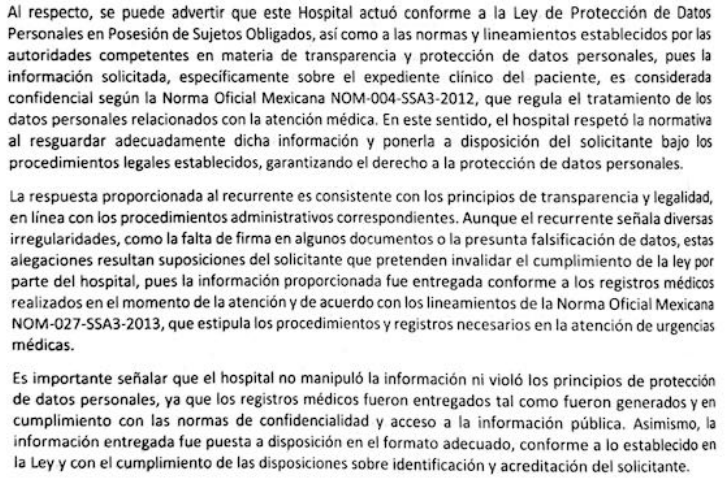 Al respecto, se puede advertir que este Hospital actuó conforme a la Ley de Protección de Datos
Personales en Posesión de Sujetos Obligados, así como a las normas y lineamientos establecidos por las
autoridades competentes en materia de transparencia y protección de datos personales, pues la
información solicitada, específicamente sobre el expediente clínico del paciente, es considerada
confidencial según la Norma Oficial Mexicana NOM-004-SSA3-2012, que regula el tratamiento de los
datos personales relacionados con la atención médica. En este sentido, el hospital respetó la normativa
al resguardar adecuadamente dicha información y ponerla a disposición del solicitante bajo los
procedimientos legales establecidos, garantizando el derecho a la protección de datos personales.
La respuesta proporcionada al recurrente es consistente con los principios de transparencia y legalidad,
en línea con los procedimientos administrativos correspondientes. Aunque el recurrente señala diversas
irregularidades, como la falta de firma en algunos documentos o la presunta falsificación de datos, estas
alegaciones resultan suposiciones del solicitante que pretenden invalidar el cumplimiento de la ley por
parte del hospital, pues la información proporcionada fue entregada conforme a los registros médicos
realizados en el momento de la atención y de acuerdo con los lineamientos de la Norma Oficial Mexicana
NOM-027-SSA3-2013, que estipula los procedimientos y registros necesarios en la atención de urgencias
médicas.
Es importante señalar que el hospital no manipuló la información ni violó los principios de protección
de datos personales, ya que los registros médicos fueron entregados tal como fueron generados y en
cumplimiento con las normas de confidencialidad y acceso a la información pública. Asimismo, la
información entregada fue puesta a disposición en el formato adecuado, conforme a lo establecido en
la Ley y con el cumplimiento de las disposiciones sobre identificación y acreditación del solicitante.